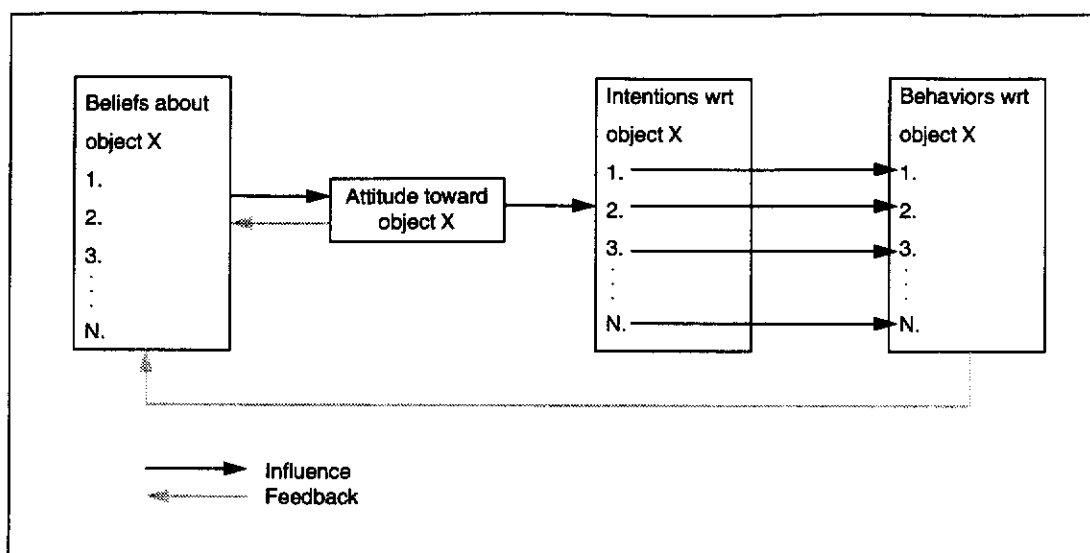 Beliefs about
object X
1.
2.
3.
N.
Attitude toward
object X
Intentions wrt
object X
1.
2.
3.
N.
Behaviors wrt
object X
1.
2.
3.
N.
Influence
Feedback